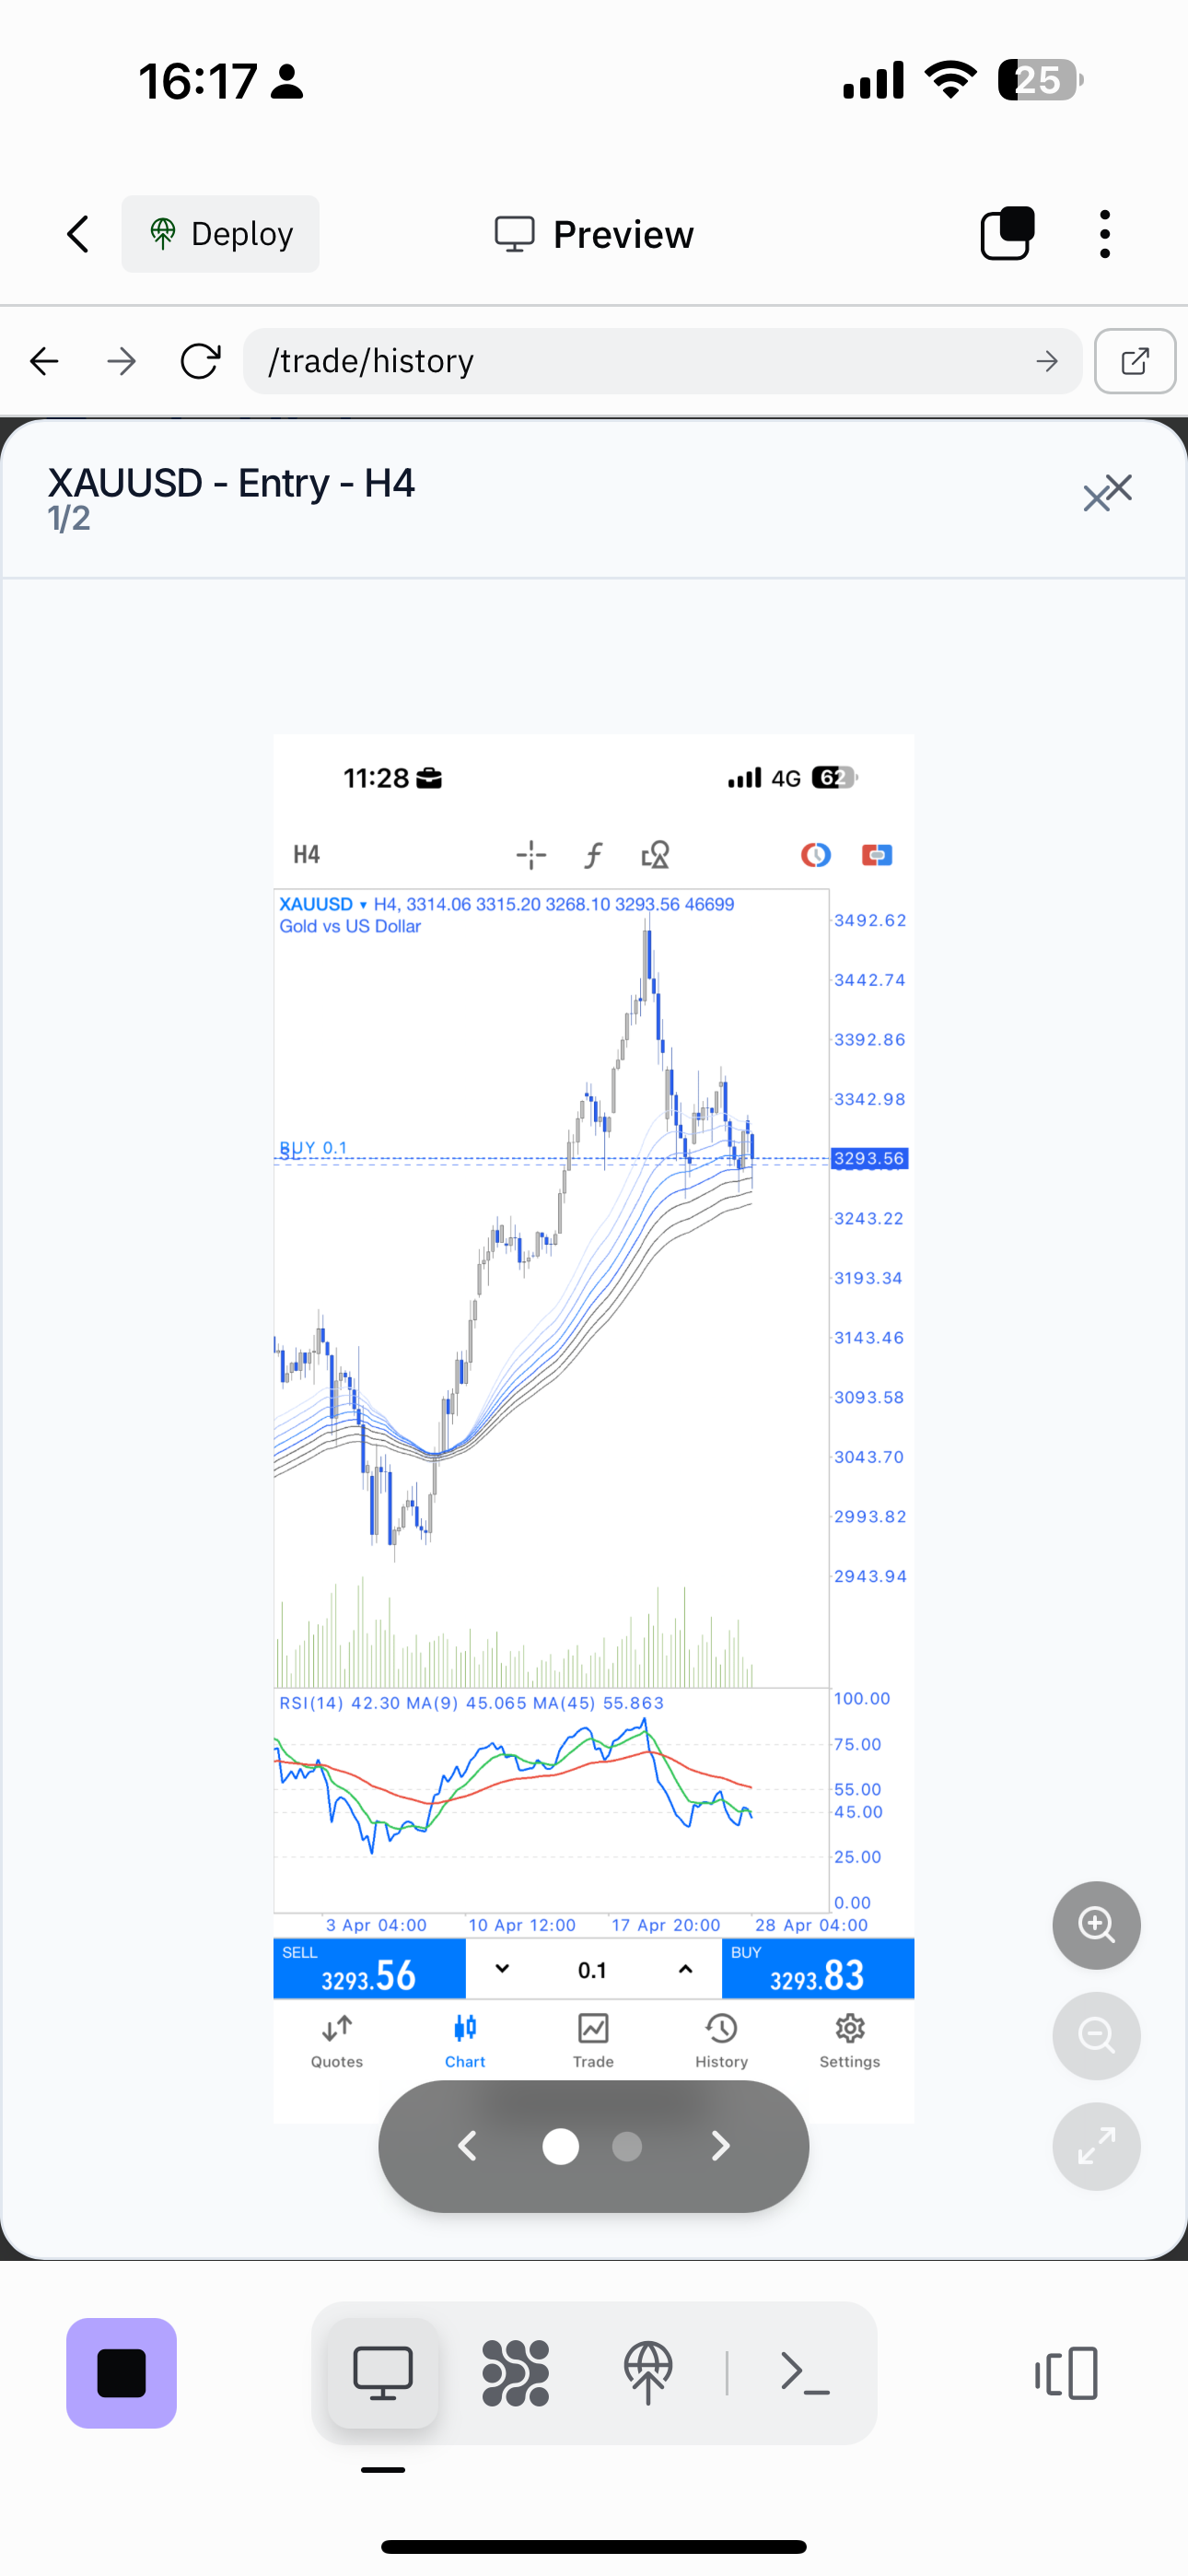 16:17
25
Deploy
Preview
/trade/history
XAUUSD - Entry - H4
1/2
11:28
4G 62
H4
XAUUSD ▾ H4, 3314.06 3315.20 3268.10 3293.56 46699
Gold vs US Dollar
3492.62
3442.74
3392.86
3342.98
BUY 0.1
SL
3293.56
3243.22
3193.34
3143.46
3093.58
3043.70
2993.82
2943.94
RSI(14) 42.30 MA(9) 45.065 MA(45) 55.863
100.00
75.00
55.00
45.00
25.00
0.00
3 Apr 04:00 10 Apr 12:00 17 Apr 20:00 28 Apr 04:00
SELL
3293.56
0.1
BUY
3293.83
Quotes Chart Trade History Settings